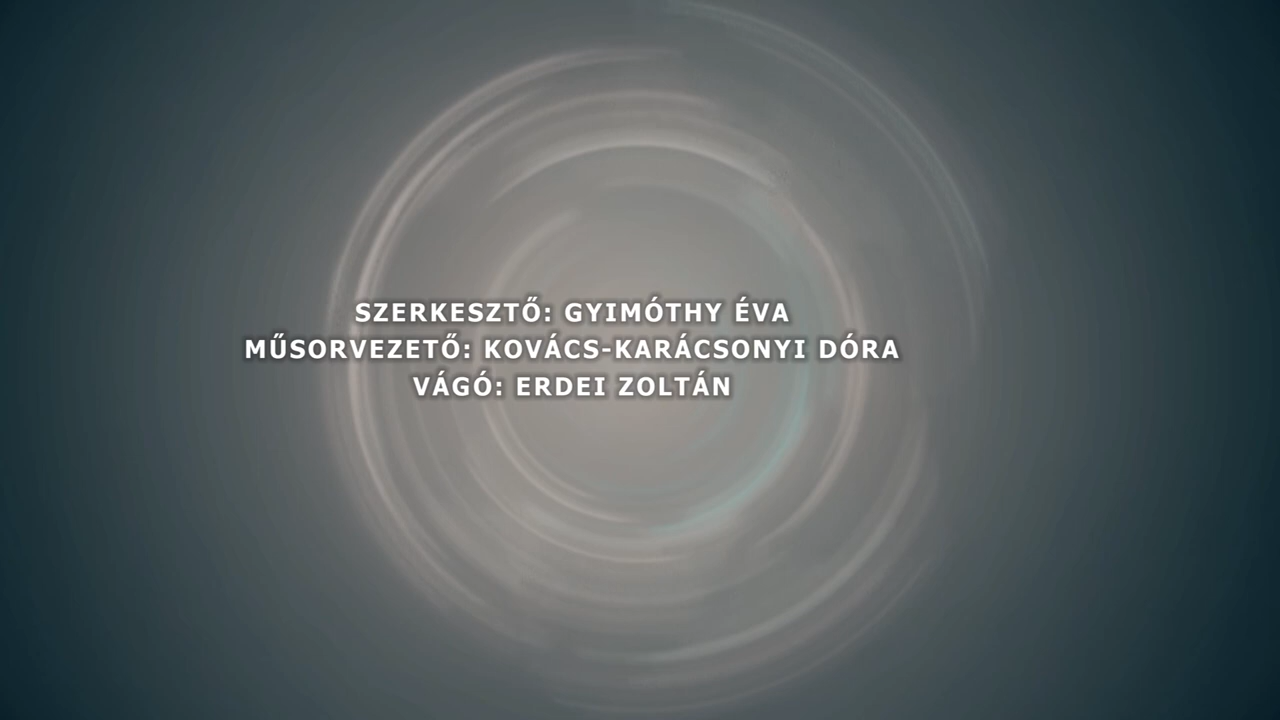 SZERKESZTŐ: GYIMÓTHY ÉVA
MŰSORVEZETŐ: KOVÁCS-KARÁCSONYI DÓRA
VÁGÓ: ERDEI ZOLTÁN